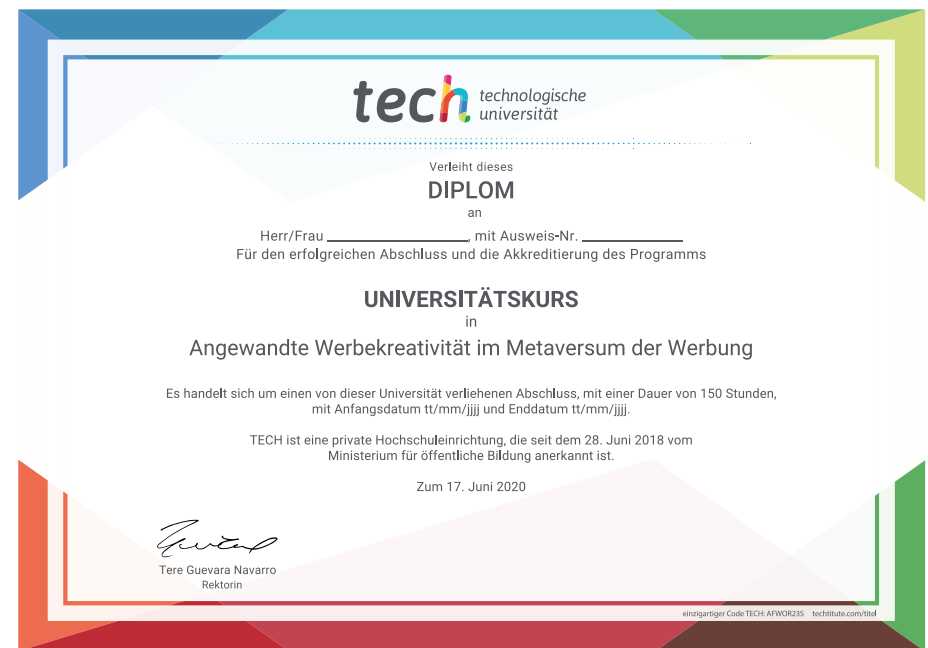 tech technologische
universität
Verleiht dieses
DIPLOM
an
Herr/Frau ____________________, mit Ausweis-Nr. ______________
Für den erfolgreichen Abschluss und die Akkreditierung des Programms
UNIVERSITÄTSKURS
in
Angewandte Werbekreativität im Metaversum der Werbung
Es handelt sich um einen von dieser Universität verliehenen Abschluss, mit einer Dauer von 150 Stunden,
mit Anfangsdatum tt/mm/jjjj und Enddatum tt/mm/jjjj.
TECH ist eine private Hochschuleinrichtung, die seit dem 28. Juni 2018 vom
Ministerium für öffentliche Bildung anerkannt ist.
Zum 17. Juni 2020
Tere Guevara Navarro
Rektorin
einzigartiger Code TECH: AFWOR23S techtitute.com/titel